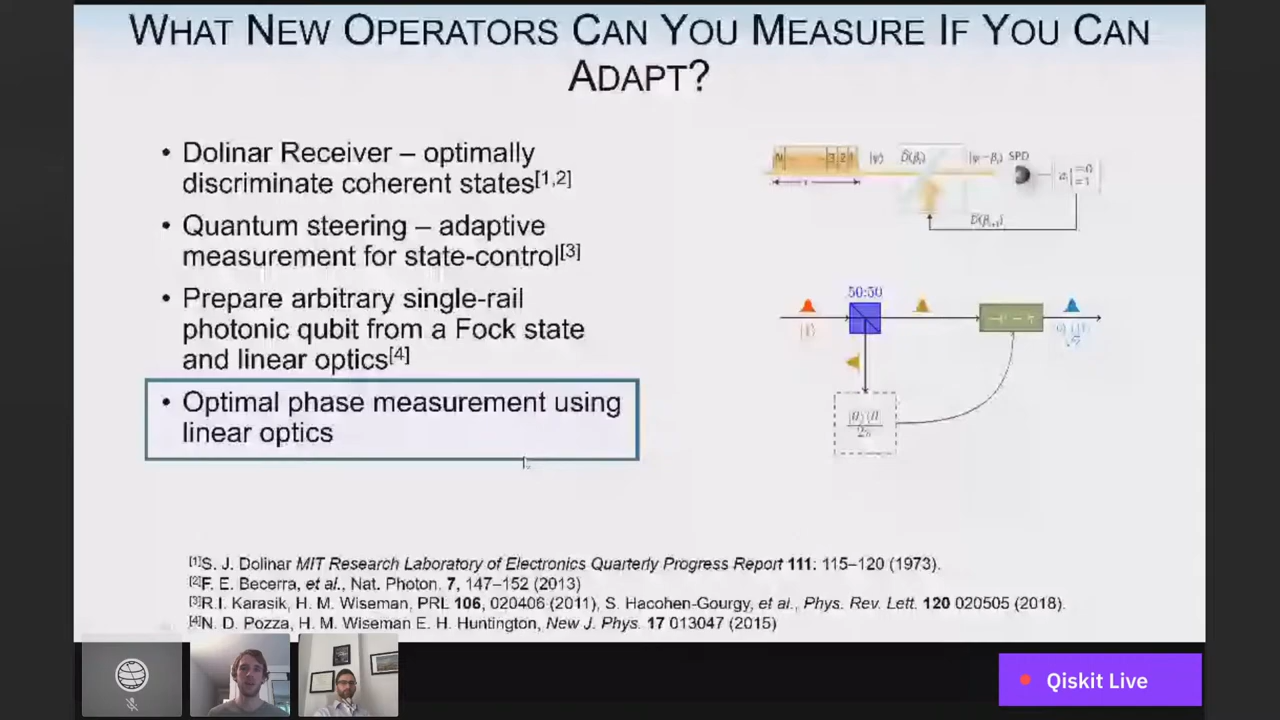 WHAT NEW OPERATORS CAN YOU MEASURE IF YOU CAN
ADAPT?
• Dolinar Receiver – optimally
discriminate coherent states[1,2]
• Quantum steering – adaptive
measurement for state-control[3]
• Prepare arbitrary single-rail
photonic qubit from a Fock state
and linear optics[4]
• Optimal phase measurement using
linear optics
N 3 2 1
|ψ⟩
SPD
50:50
[1]S. J. Dolinar MIT Research Laboratory of Electronics Quarterly Progress Report 111: 115–120 (1973).
[2]F. E. Becerra, et al., Nat. Photon. 7, 147–152 (2013)
[3]R.I. Karasik, H. M. Wiseman, PRL 106, 020406 (2011), S. Hacohen-Gourgy, et al., Phys. Rev. Lett. 120 020505 (2018).
[4]N. D. Pozza, H. M. Wiseman E. H. Huntington, New J. Phys. 17 013047 (2015)
Qiskit Live